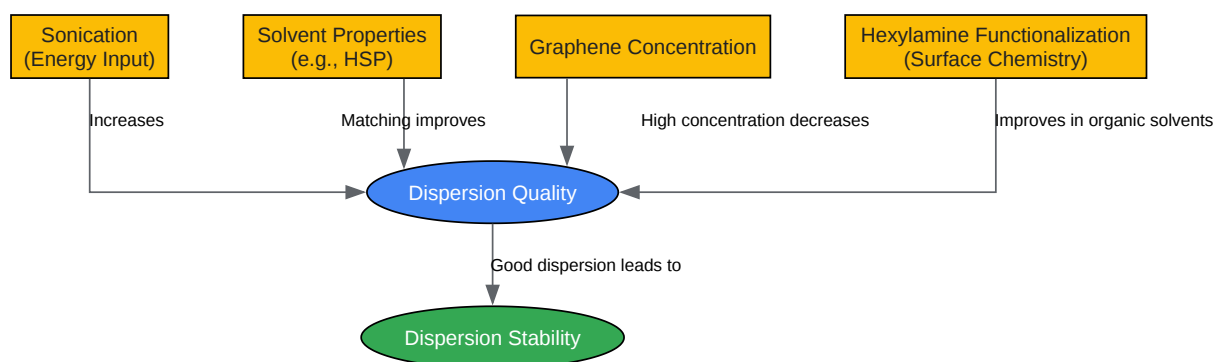 Sonication
(Energy Input)
Solvent Properties
(e.g., HSP)
Graphene Concentration
Hexylamine Functionalization
(Surface Chemistry)
Increases
Matching improves
High concentration decreases
Improves in organic solvents
Dispersion Quality
Good dispersion leads to
Dispersion Stability